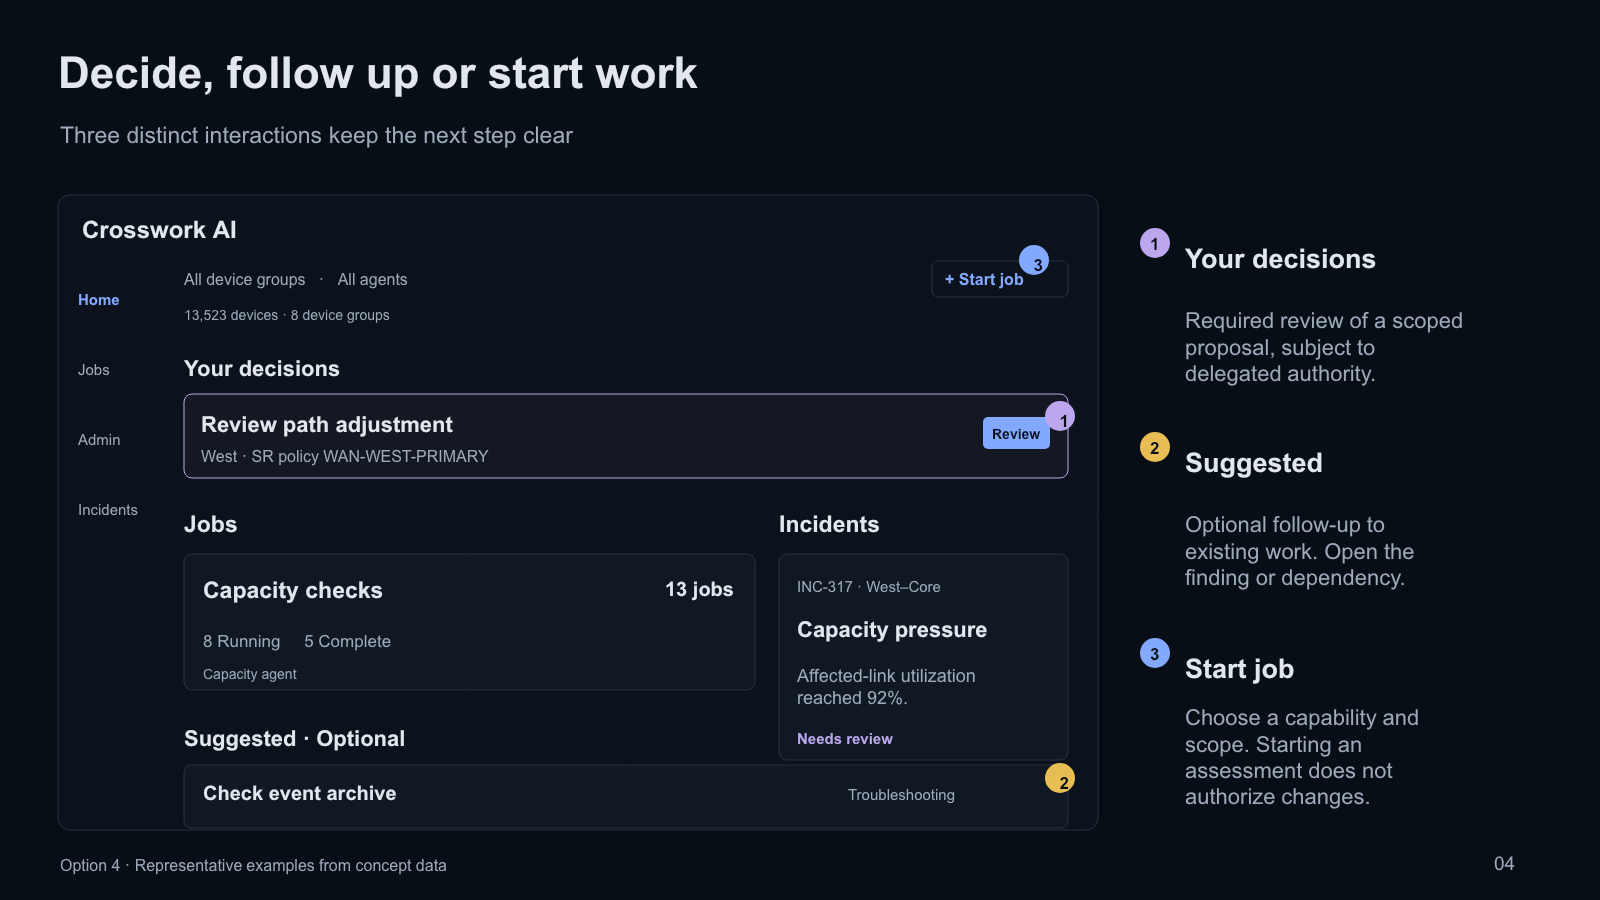 Decide, follow up or start work
Three distinct interactions keep the next step clear
Crosswork AI
Home
Jobs
Admin
Incidents
All device groups · All agents
13,523 devices · 8 device groups
+ Start job
3
Your decisions
Review path adjustment
West · SR policy WAN-WEST-PRIMARY
Review
1
Jobs
Capacity checks
13 jobs
8 Running 5 Complete
Capacity agent
Incidents
INC-317 · West–Core
Capacity pressure
Affected-link utilization
reached 92%.
Needs review
Suggested · Optional
Check event archive
Troubleshooting
2
1
Your decisions
Required review of a scoped
proposal, subject to
delegated authority.
2
Suggested
Optional follow-up to
existing work. Open the
finding or dependency.
3
Start job
Choose a capability and
scope. Starting an
assessment does not
authorize changes.
Option 4 · Representative examples from concept data
04